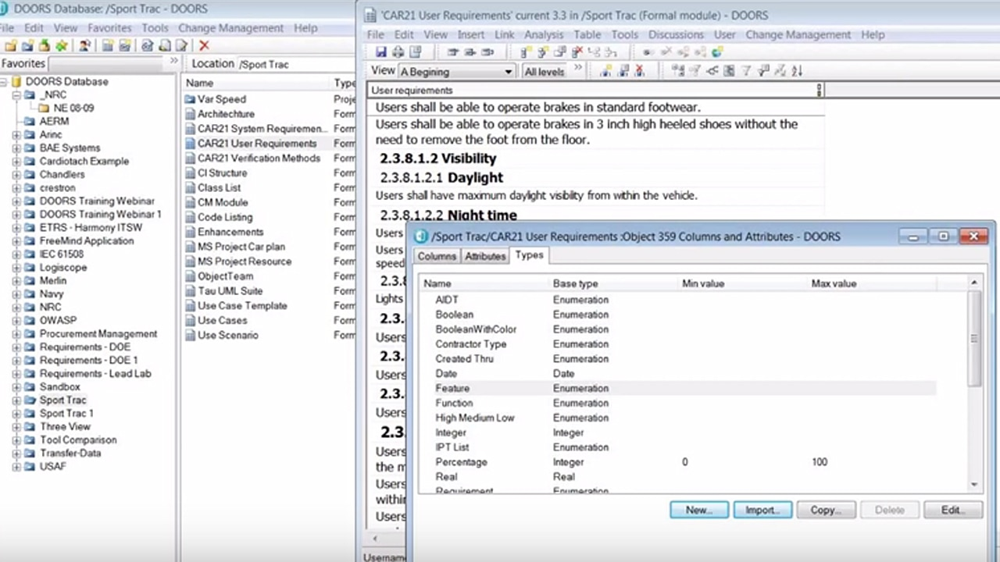 DOORS Database: /Sport Trac - DOORS
File Edit View Favorites Tools Change Management Help
Favorites
»
DOORS Database
_NRC
NE 08-09
AERM
Arinc
BAE Systems
Cardiotach Example
Chandlers
crestron
DOORS Training Webinar
DOORS Training Webinar 1
ETRS - Harmony ITSW
FreeMind Application
IEC 61508
Logiscope
Merlin
Navy
NRC
OWASP
Procurement Management
Requirements - DOE
Requirements - DOE 1
Requirements - Lead Lab
Sandbox
Sport Trac
Sport Trac 1
Three View
Tool Comparison
Transfer-Data
USAF
Location /Sport Trac
Name Type
Var Speed Proje
Architechture Form
CAR21 System Requiremen... Form
CAR21 User Requirements Form
CAR21 Verification Methods Form
CI Structure Form
Class List Form
CM Module Form
Code Listing Form
Enhancements Form
MS Project Car plan Form
MS Project Resource Form
ObjectTeam Form
Tau UML Suite Form
Use Case Template Form
Use Cases Form
Use Scenario Form
'CAR21 User Requirements' current 3.3 in /Sport Trac (Formal module) - DOORS
File Edit View Insert Link Analysis Table Tools Discussions User Change Management Help
View A Begining All levels »
User requirements
Users shall be able to operate brakes in standard footwear.
Users shall be able to operate brakes in 3 inch high heeled shoes without the
need to remove the foot from the floor.
2.3.8.1.2 Visibility
2.3.8.1.2.1 Daylight
Users shall have maximum daylight visiblity from within the vehicle.
2.3.8.1.2.2 Night time
Users
Users
speed
2.3.8
Lights
2.3.
Users
2.3.
Users
2.3.
Users
2.3.
Users
the m
Users
within
Users
Username
/Sport Trac/CAR21 User Requirements :Object 359 Columns and Attributes - DOORS
Columns Attributes Types
Name Base type Min value Max value
AIDT Enumeration
Boolean Enumeration
BooleanWithColor Enumeration
Contractor Type Enumeration
Created Thru Enumeration
Date Date
Feature Enumeration
Function Enumeration
High Medium Low Enumeration
Integer Integer
IPT List Enumeration
Percentage Integer 0 100
Real Real
Requirement Enumeration
New... Import... Copy... Delete Edit...